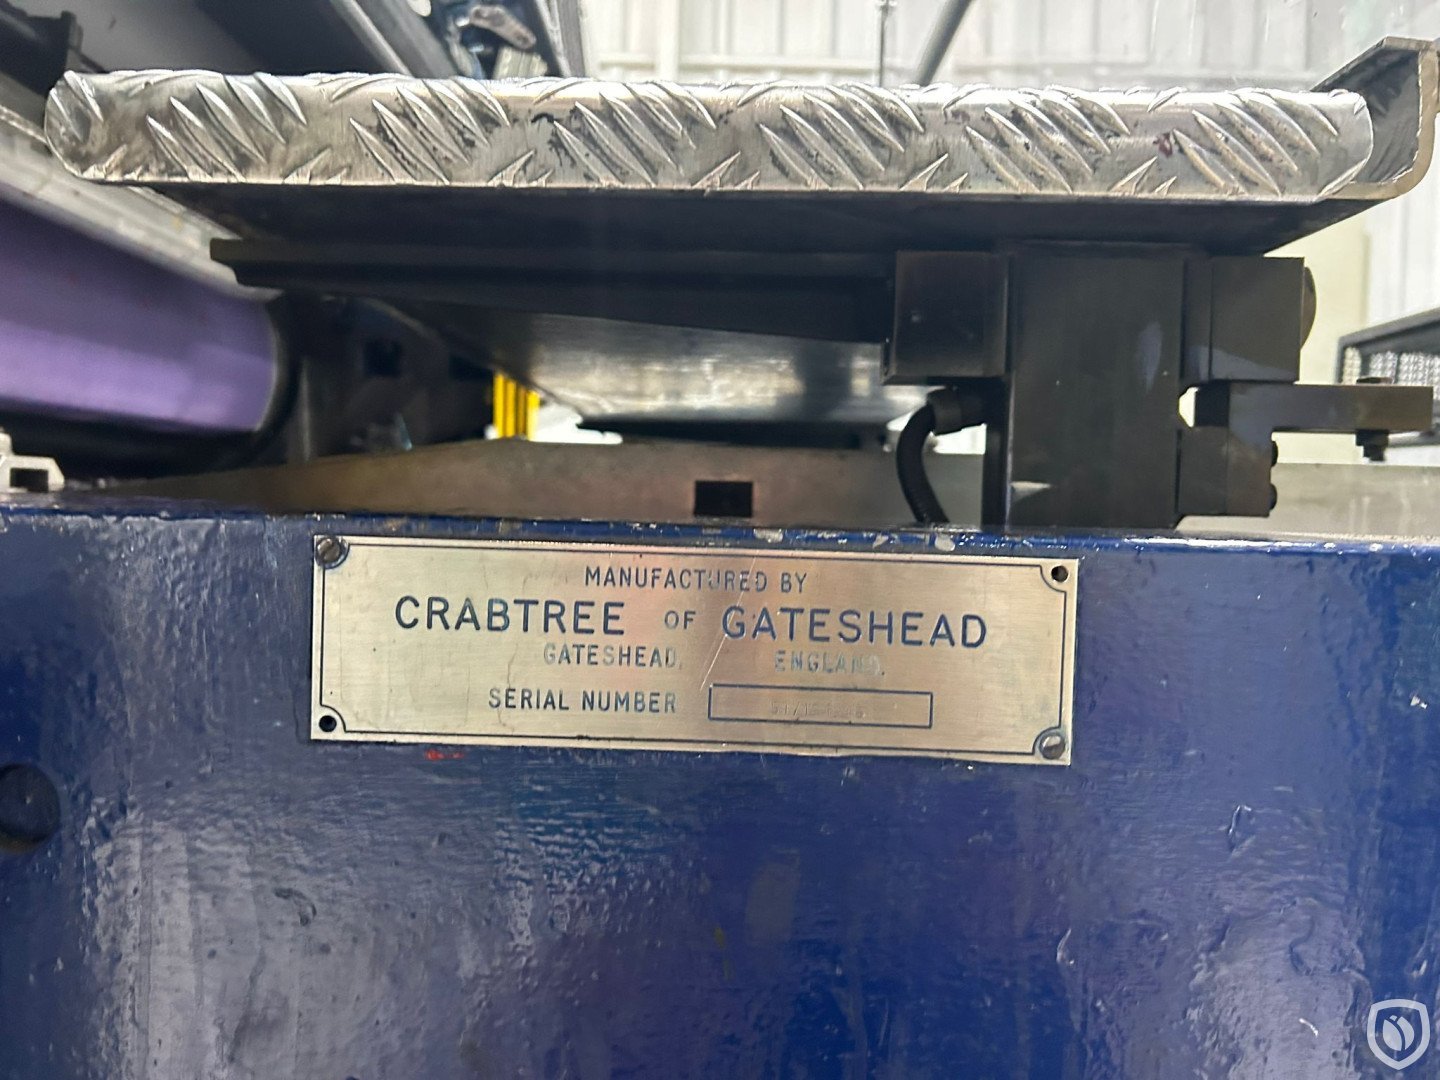 MANUFACTURED BY
CRABTREE OF GATESHEAD
GATESHEAD, ENGLAND.
SERIAL NUMBER